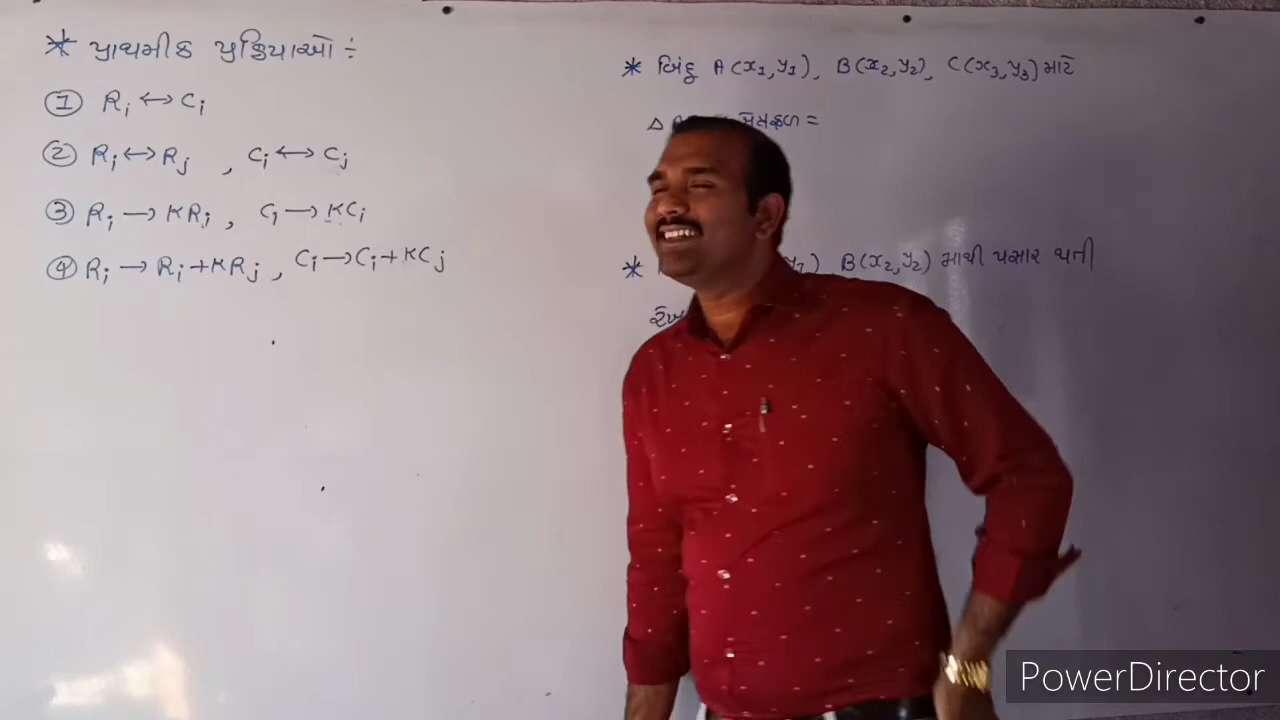 * પ્રાથમીક પ્રક્રિયાઓ ÷
① Ri ↔ Ci
② Ri ↔ Rj , Ci ↔ Cj
③ Ri → KRi , Ci → KCi
④ Ri → Ri + KRj , Ci → Ci + KCj
* બિંદુ A(x1,y1), B(x2,y2), C(x3,y3) માટે
Δ =
* B(x2,y2) માથી પસાર થતી
PowerDirector